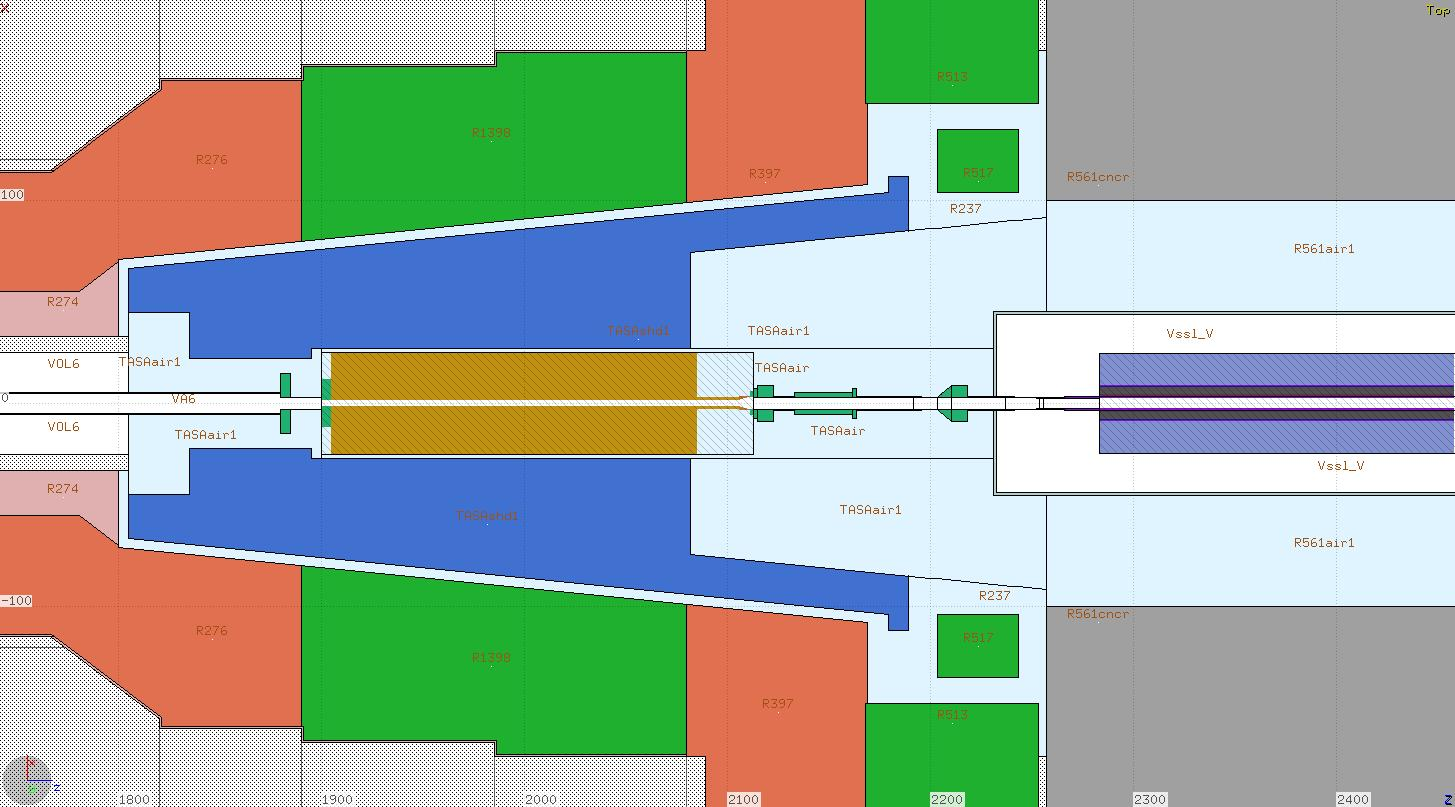 X
Top
R513
R1398
R276
R397
R517
R561cncr
100
R237
R561air1
R274
TASAshd1
TASAair1
Vssl_V
VOL6
TASAair1
TASAair
0
VA6
VOL6
TASAair1
TASAair
Vssl_V
R274
TASAair1
TASAshd1
R561air1
R237
-100
R561cncr
R276
R517
R1398
R397
R513
X
Z
1800
1900
2000
2100
2200
2300
2400
Z